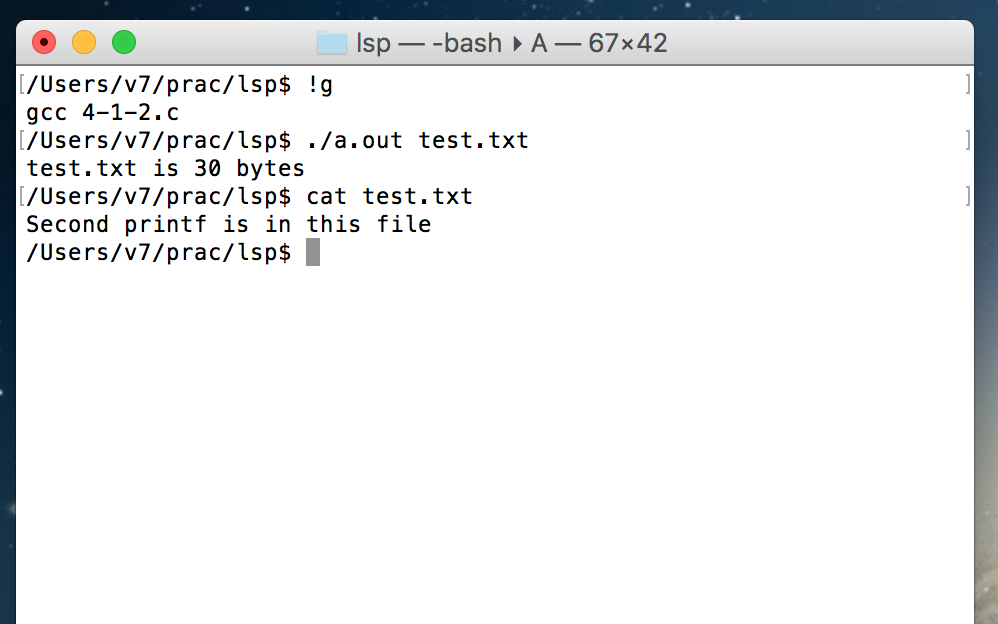 lsp — -bash ▸ A — 67×42
[/Users/v7/prac/lsp$ !g ]
gcc 4-1-2.c
[/Users/v7/prac/lsp$ ./a.out test.txt ]
test.txt is 30 bytes
[/Users/v7/prac/lsp$ cat test.txt ]
Second printf is in this file
/Users/v7/prac/lsp$